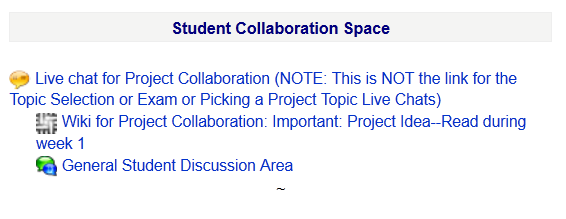 Student Collaboration Space
Live chat for Project Collaboration (NOTE: This is NOT the link for the
Topic Selection or Exam or Picking a Project Topic Live Chats)
Wiki for Project Collaboration: Important: Project Idea--Read during
week 1
General Student Discussion Area
~